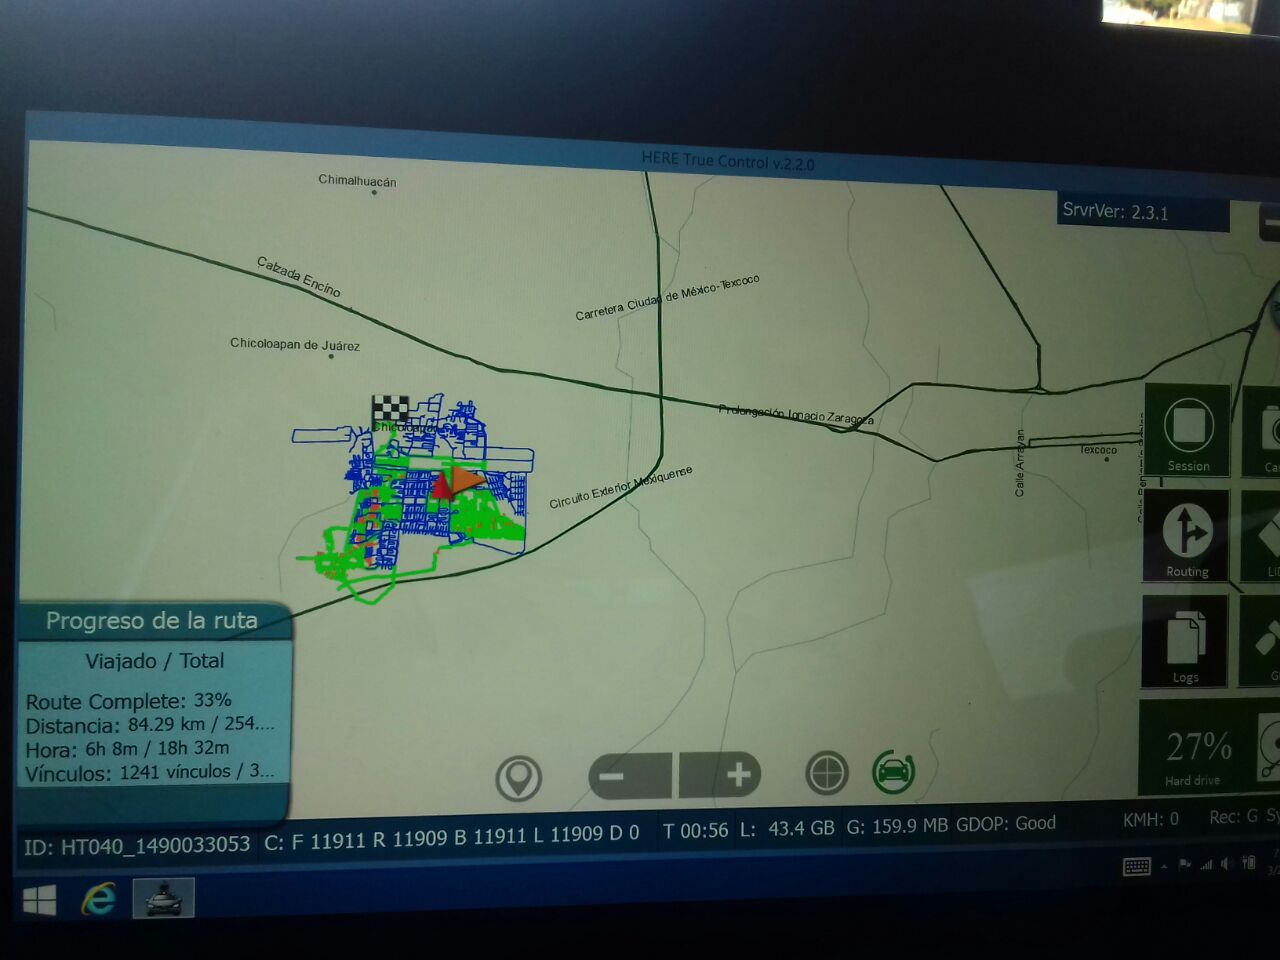 HERE True Control v.2.2.0
SrvrVer: 2.3.1
Chimalhuacán
Calzada Encino
Carretera Ciudad de México-Texcoco
Chicoloapan de Juárez
Prolongación Ignacio Zaragoza
Texcoco
Calle Arrayan
Circuito Exterior Mexiquense
Session
Routing
Logs
27%
Hard drive
Progreso de la ruta
Viajado / Total
Route Complete: 33%
Distancia: 84.29 km / 254....
Hora: 6h 8m / 18h 32m
Vínculos: 1241 vínculos / 3...
ID: HT040_1490033053
C: F 11911 R 11909 B 11911 L 11909 D 0
T 00:56
L: 43.4 GB
G: 159.9 MB GDOP: Good
KMH: 0
Rec: G